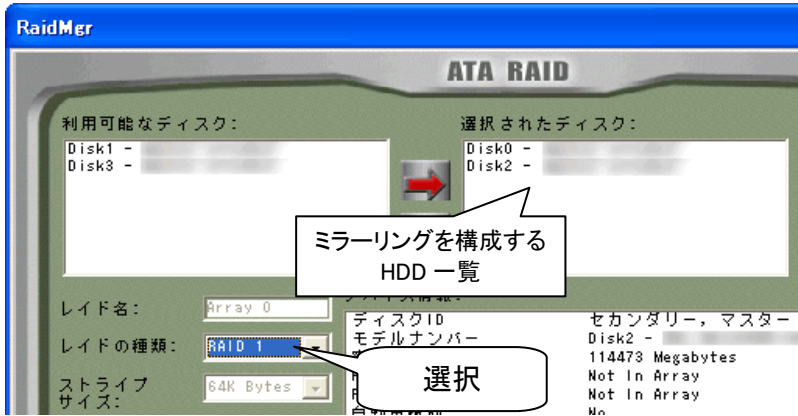 RaidMgr
ATA RAID
利用可能なディスク:
Disk1 -
Disk3 -
選択されたディスク:
Disk0 -
Disk2 -
ミラーリングを構成する
HDD 一覧
レイド名:
Array 0
レイドの種類:
RAID 1
選択
ストライプ
サイズ:
64K Bytes
ディスクID
セカンダリー, マスター
モデルナンバー
Disk2 -
114473 Megabytes
Not In Array
Not In Array
No